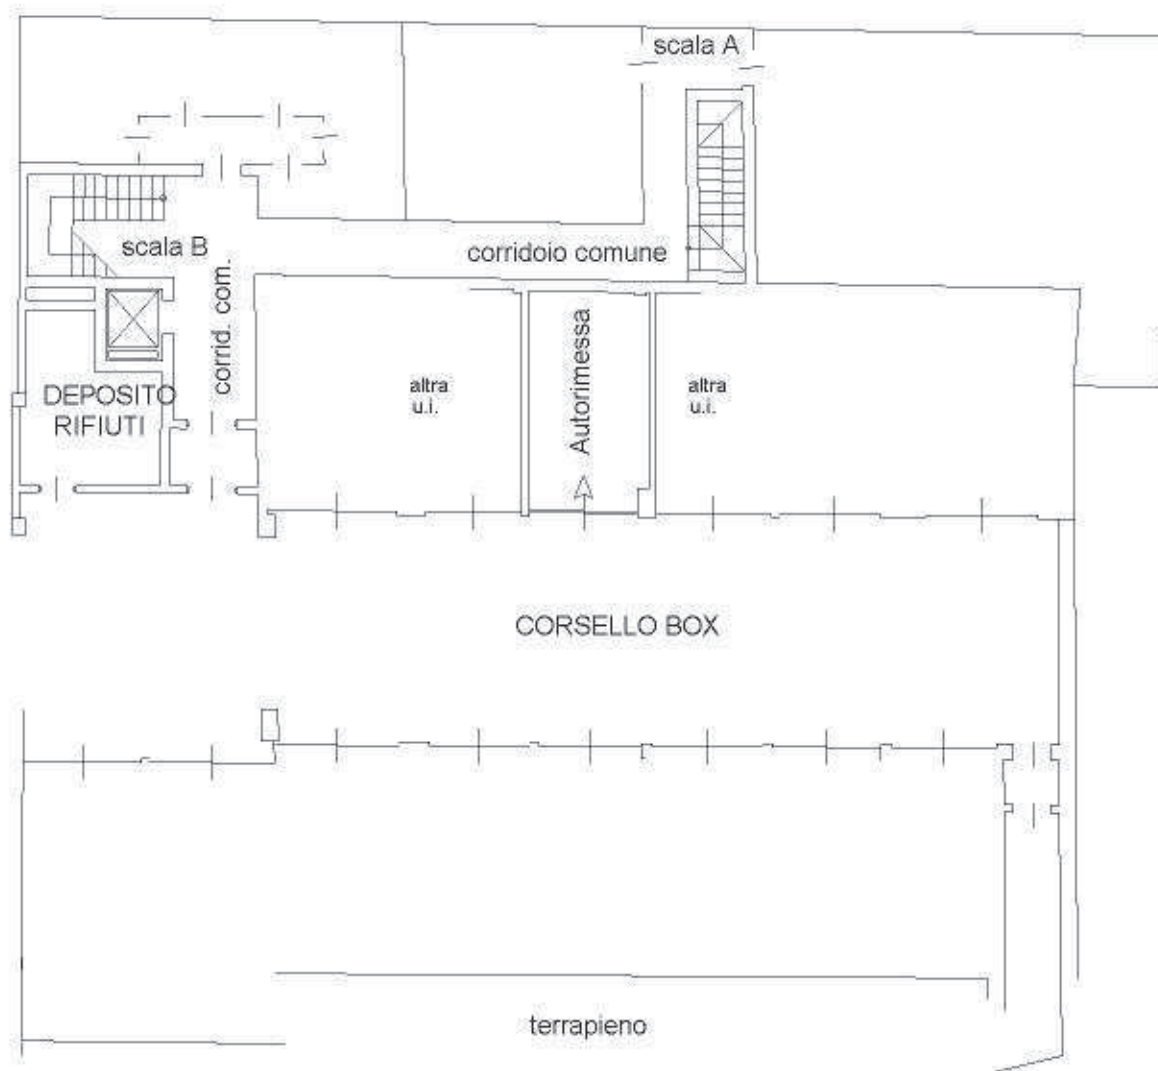 scala A
scala B
corridoio comune
corrid. com.
DEPOSITO
RIFIUTI
altra
u.i.
Autorimessa
altra
u.i.
CORSELLO BOX
terrapieno